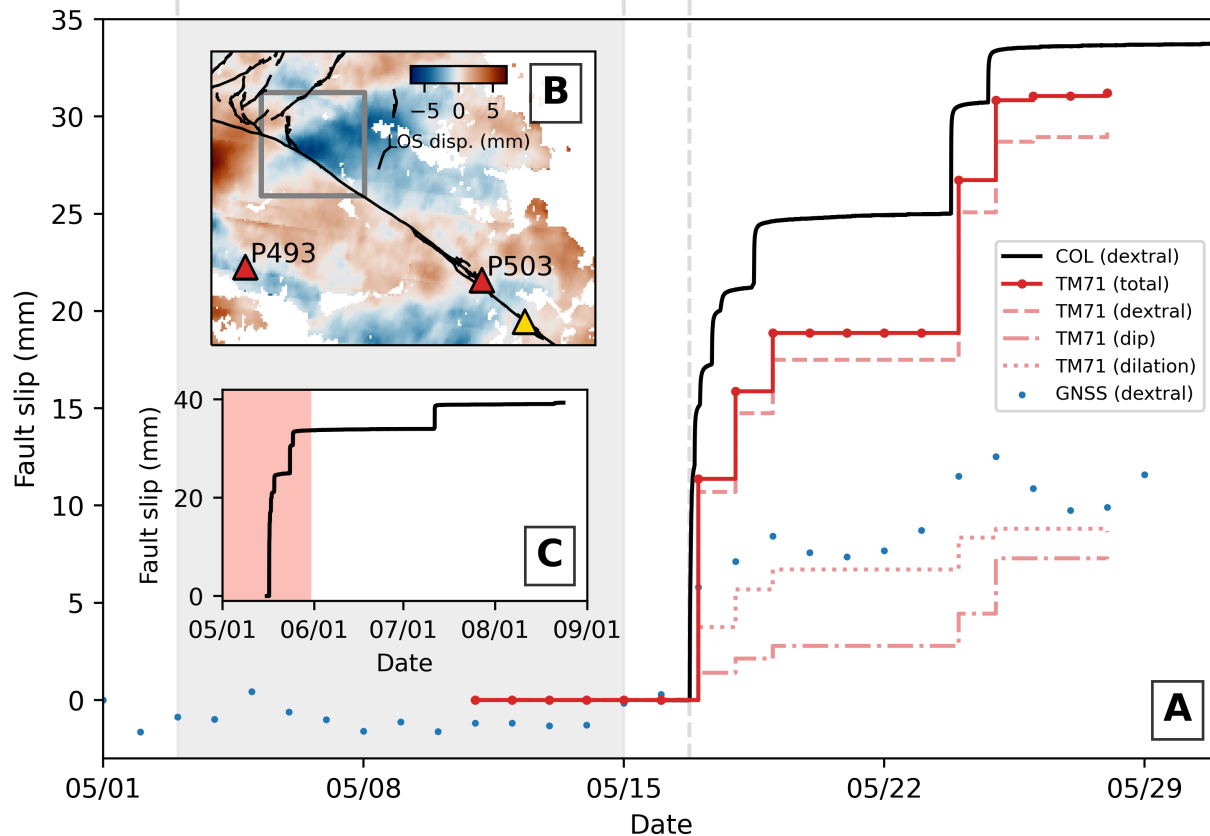 35
30
25
20
15
10
5
0
Fault slip (mm)
05/01
05/08
05/15
05/22
05/29
Date
A
B
−5 0 5
LOS disp. (mm)
P493
P503
COL (dextral)
TM71 (total)
TM71 (dextral)
TM71 (dip)
TM71 (dilation)
GNSS (dextral)
40
20
0
Fault slip (mm)
C
05/01
06/01
07/01
08/01
09/01
Date